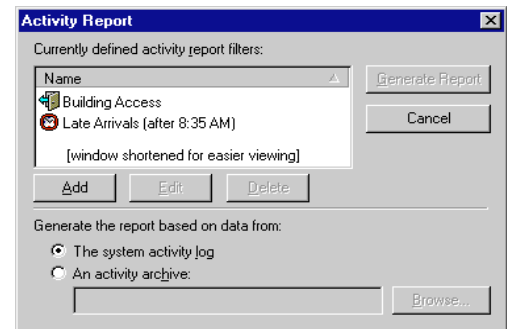 Activity Report
Currently defined activity report filters:
Name
Generate Report
Building Access
Late Arrivals (after 8:35 AM)
Cancel
[window shortened for easier viewing]
Add Edit Delete
Generate the report based on data from:
The system activity log
An activity archive:
Browse...